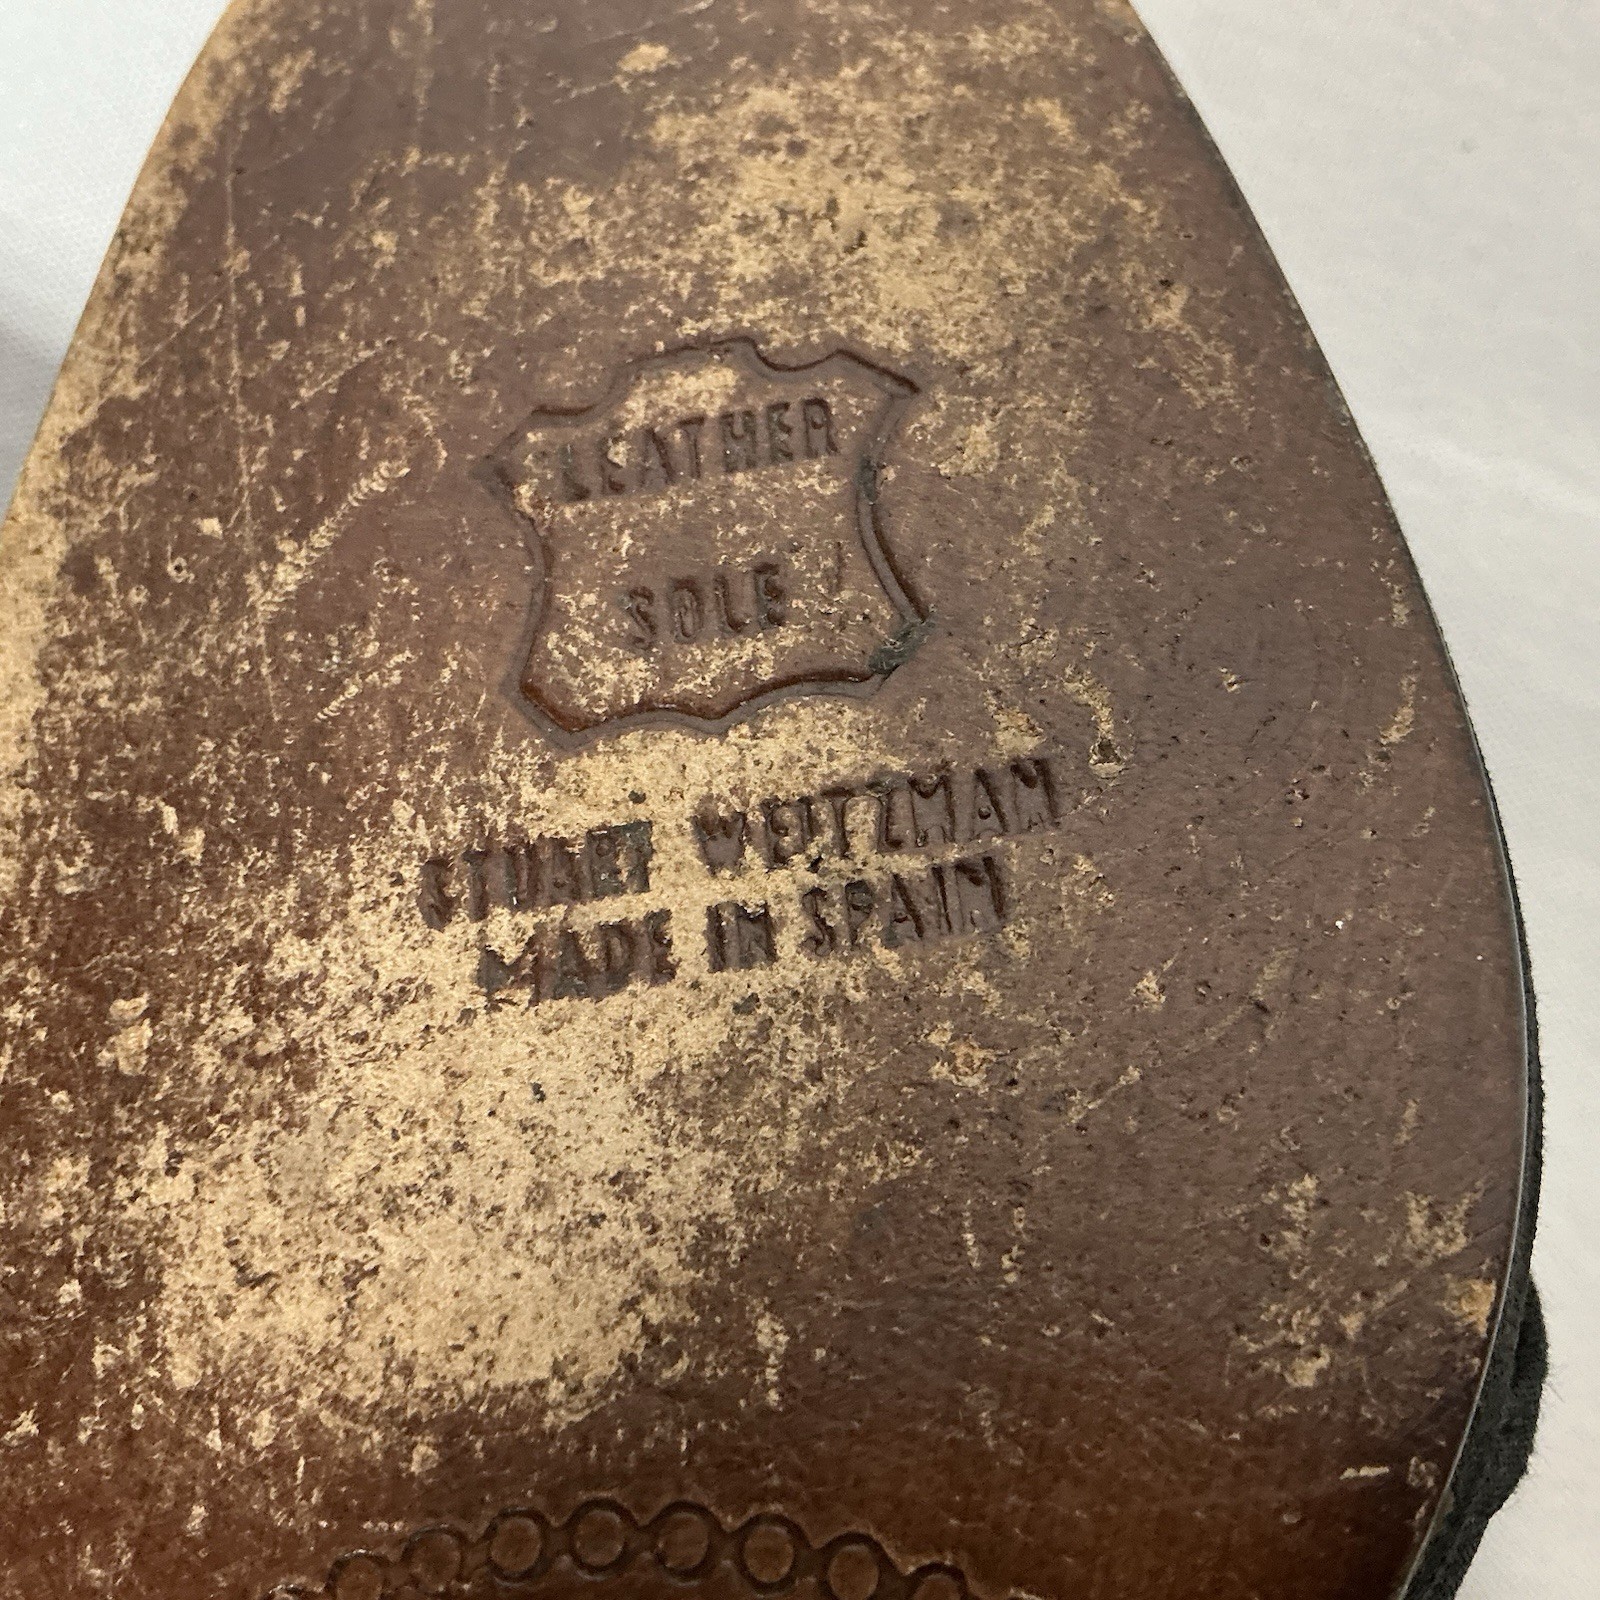 LEATHER
SOLE
STUART WEITZMAN
MADE IN SPAIN